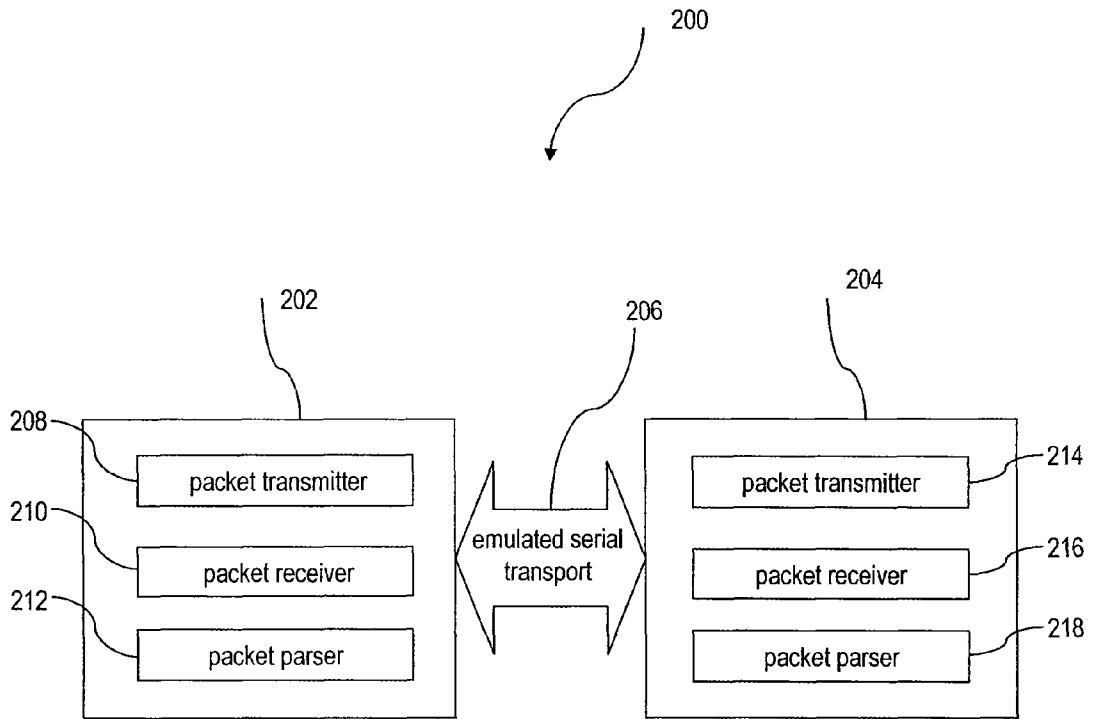 200
202
206
204
208
packet transmitter
packet transmitter
214
210
packet receiver
emulated serial
transport
packet receiver
216
212
packet parser
packet parser
218